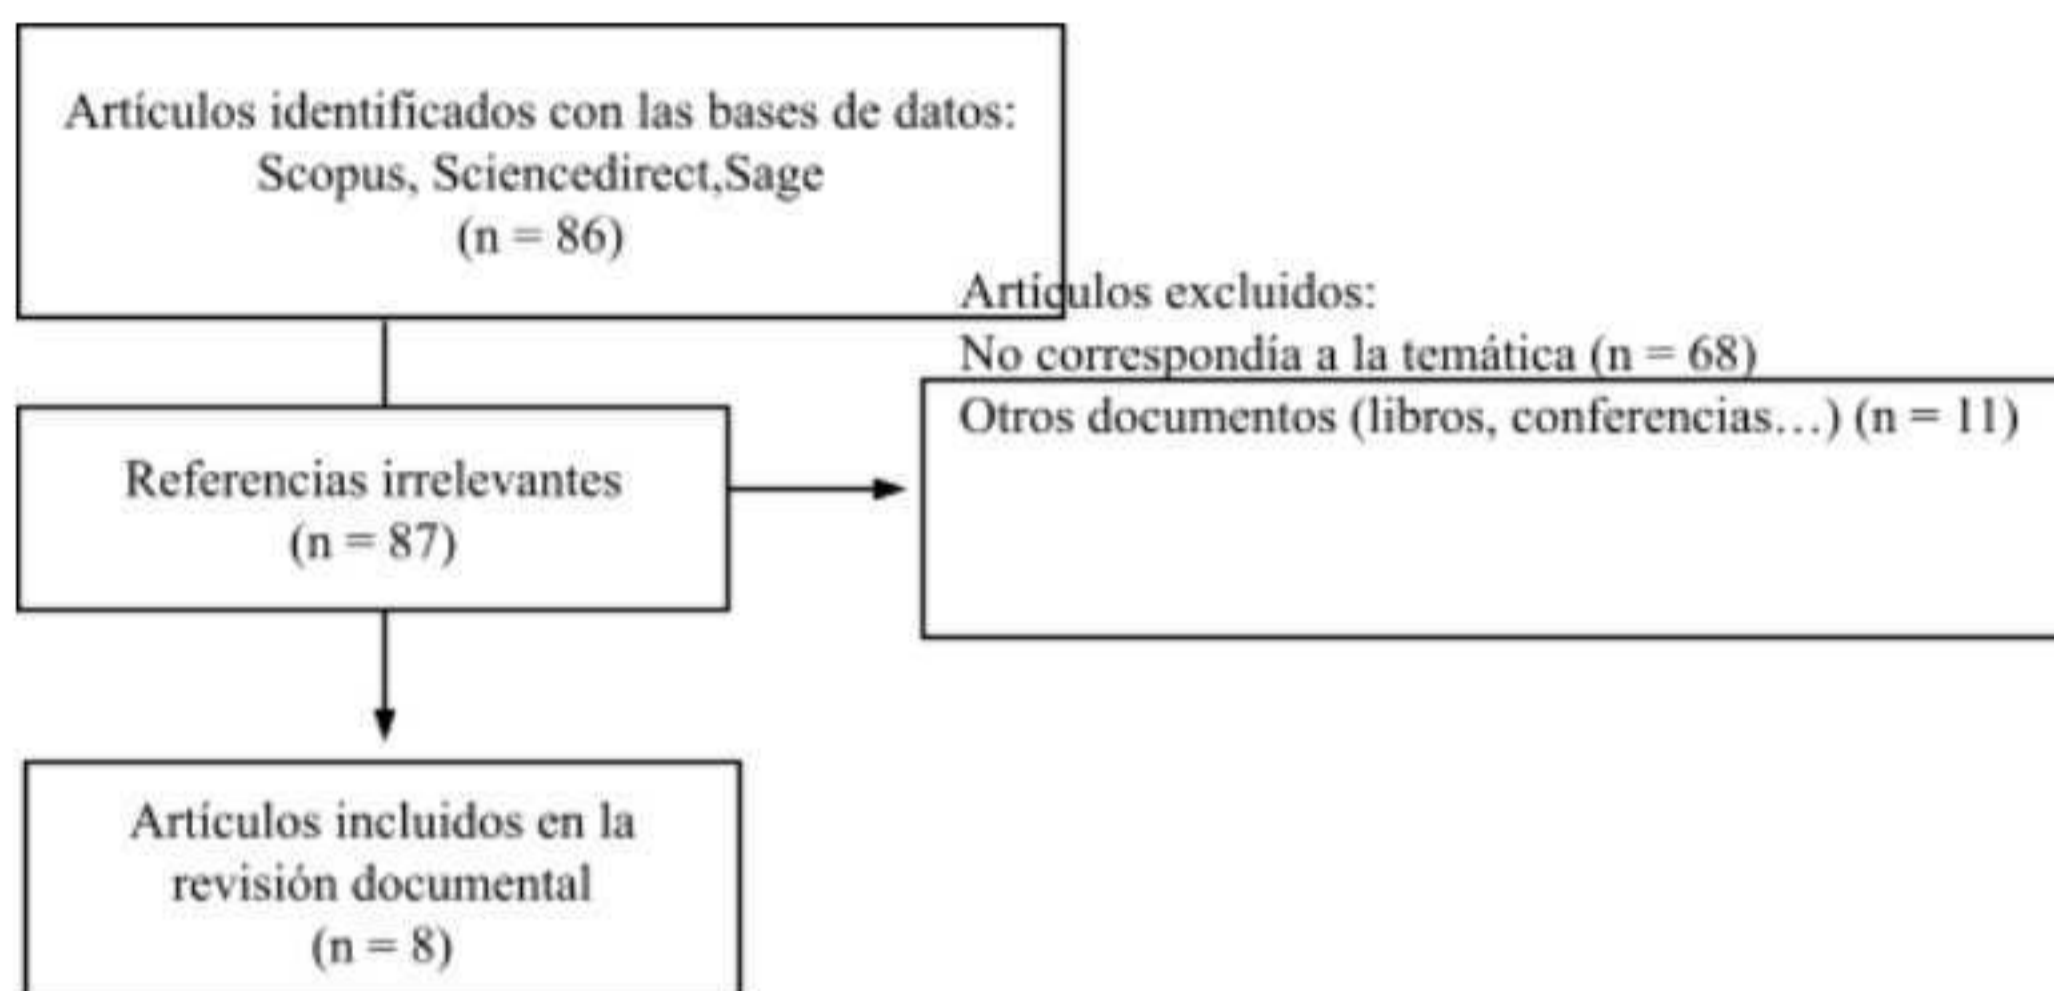 Artículos identificados con las bases de datos:
Scopus, Sciencedirect,Sage
(n = 86)
Artículos excluidos:
No correspondía a la temática (n = 68)
Otros documentos (libros, conferencias…) (n = 11)
Referencias irrelevantes
(n = 87)
Artículos incluidos en la
revisión documental
(n = 8)